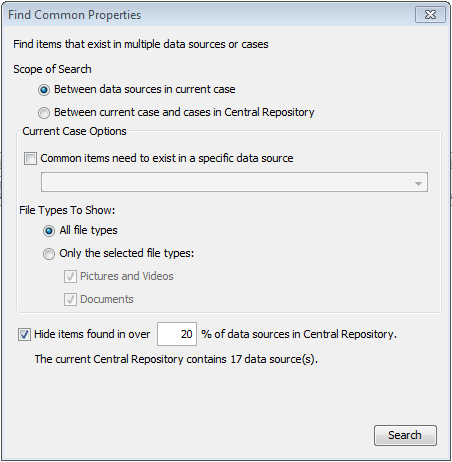 Find Common Properties
Find items that exist in multiple data sources or cases
Scope of Search
Between data sources in current case
Between current case and cases in Central Repository
Current Case Options
Common items need to exist in a specific data source
File Types To Show:
All file types
Only the selected file types:
Pictures and Videos
Documents
Hide items found in over 20 % of data sources in Central Repository.
The current Central Repository contains 17 data source(s).
Search